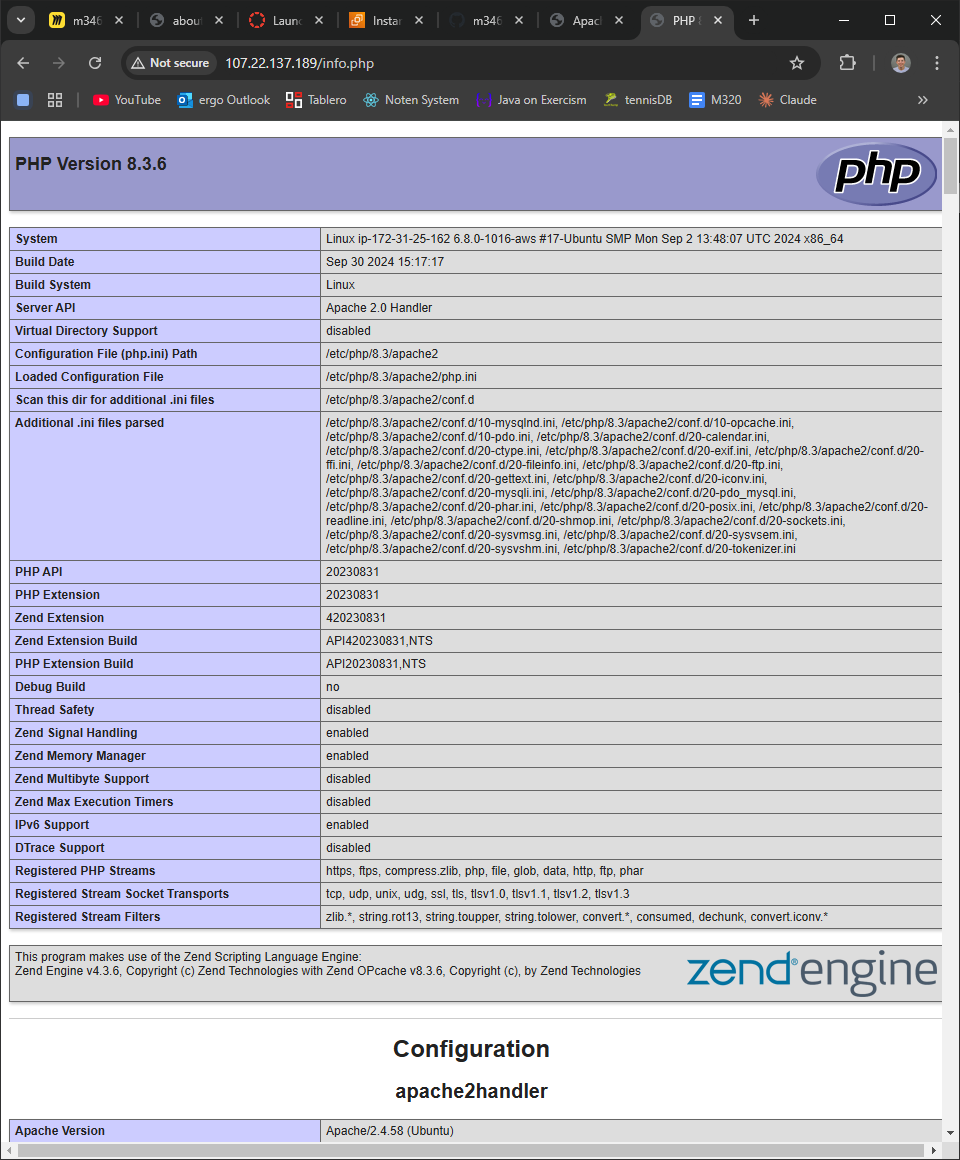 m346
abou
Laun
Instan
m346
Apac
PHP 8
Not secure
107.22.137.189/info.php
YouTube
ergo Outlook
Tablero
Noten System
Java on Exercism
tennisDB
M320
Claude
PHP Version 8.3.6
php
System Linux ip-172-31-25-162 6.8.0-1016-aws #17-Ubuntu SMP Mon Sep 2 13:48:07 UTC 2024 x86_64
Build Date Sep 30 2024 15:17:17
Build System Linux
Server API Apache 2.0 Handler
Virtual Directory Support disabled
Configuration File (php.ini) Path /etc/php/8.3/apache2
Loaded Configuration File /etc/php/8.3/apache2/php.ini
Scan this dir for additional .ini files /etc/php/8.3/apache2/conf.d
Additional .ini files parsed /etc/php/8.3/apache2/conf.d/10-mysqlnd.ini, /etc/php/8.3/apache2/conf.d/10-opcache.ini,
/etc/php/8.3/apache2/conf.d/10-pdo.ini, /etc/php/8.3/apache2/conf.d/20-calendar.ini,
/etc/php/8.3/apache2/conf.d/20-ctype.ini, /etc/php/8.3/apache2/conf.d/20-exif.ini, /etc/php/8.3/apache2/conf.d/20-
ffi.ini, /etc/php/8.3/apache2/conf.d/20-fileinfo.ini, /etc/php/8.3/apache2/conf.d/20-ftp.ini,
/etc/php/8.3/apache2/conf.d/20-gettext.ini, /etc/php/8.3/apache2/conf.d/20-iconv.ini,
/etc/php/8.3/apache2/conf.d/20-mysqli.ini, /etc/php/8.3/apache2/conf.d/20-pdo_mysql.ini,
/etc/php/8.3/apache2/conf.d/20-phar.ini, /etc/php/8.3/apache2/conf.d/20-posix.ini, /etc/php/8.3/apache2/conf.d/20-
readline.ini, /etc/php/8.3/apache2/conf.d/20-shmop.ini, /etc/php/8.3/apache2/conf.d/20-sockets.ini,
/etc/php/8.3/apache2/conf.d/20-sysvmsg.ini, /etc/php/8.3/apache2/conf.d/20-sysvsem.ini,
/etc/php/8.3/apache2/conf.d/20-sysvshm.ini, /etc/php/8.3/apache2/conf.d/20-tokenizer.ini
PHP API 20230831
PHP Extension 20230831
Zend Extension 420230831
Zend Extension Build API420230831,NTS
PHP Extension Build API20230831,NTS
Debug Build no
Thread Safety disabled
Zend Signal Handling enabled
Zend Memory Manager enabled
Zend Multibyte Support disabled
Zend Max Execution Timers disabled
IPv6 Support enabled
DTrace Support disabled
Registered PHP Streams https, ftps, compress.zlib, php, file, glob, data, http, ftp, phar
Registered Stream Socket Transports tcp, udp, unix, udg, ssl, tls, tlsv1.0, tlsv1.1, tlsv1.2, tlsv1.3
Registered Stream Filters zlib.*, string.rot13, string.toupper, string.tolower, convert.*, consumed, dechunk, convert.iconv.*
This program makes use of the Zend Scripting Language Engine:
Zend Engine v4.3.6, Copyright (c) Zend Technologies with Zend OPcache v8.3.6, Copyright (c), by Zend Technologies
zend® engine
Configuration
apache2handler
Apache Version Apache/2.4.58 (Ubuntu)